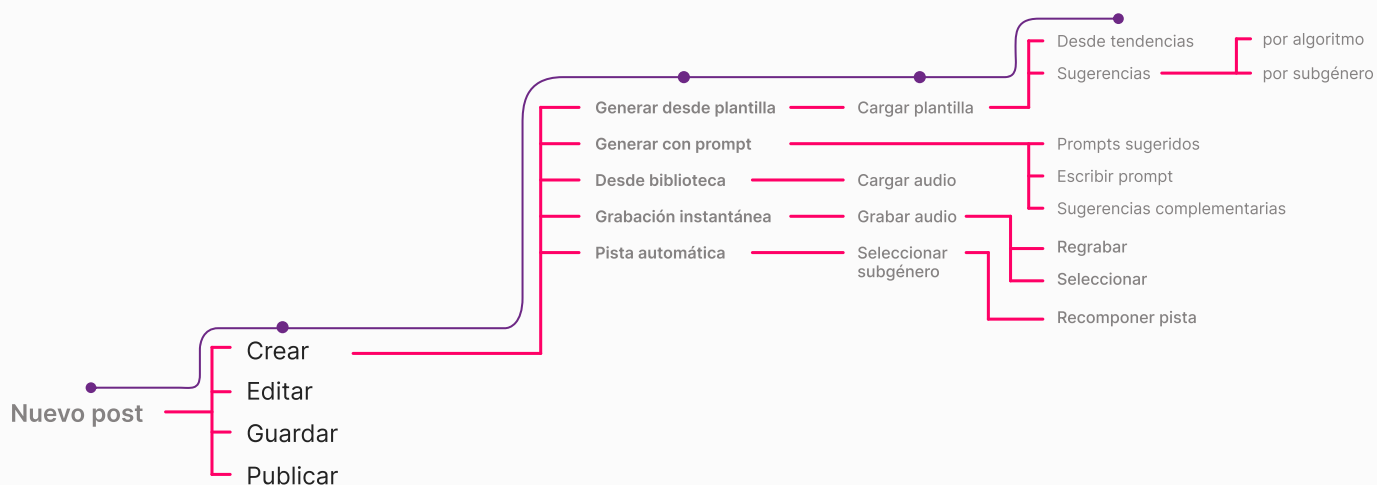 Desde tendencias
por algoritmo
Sugerencias
por subgénero
Generar desde plantilla
Cargar plantilla
Generar con prompt
Prompts sugeridos
Escribir prompt
Desde biblioteca
Cargar audio
Sugerencias complementarias
Grabación instantánea
Grabar audio
Regrabar
Pista automática
Seleccionar
subgénero
Seleccionar
Recomponer pista
Crear
Editar
Nuevo post
Guardar
Publicar